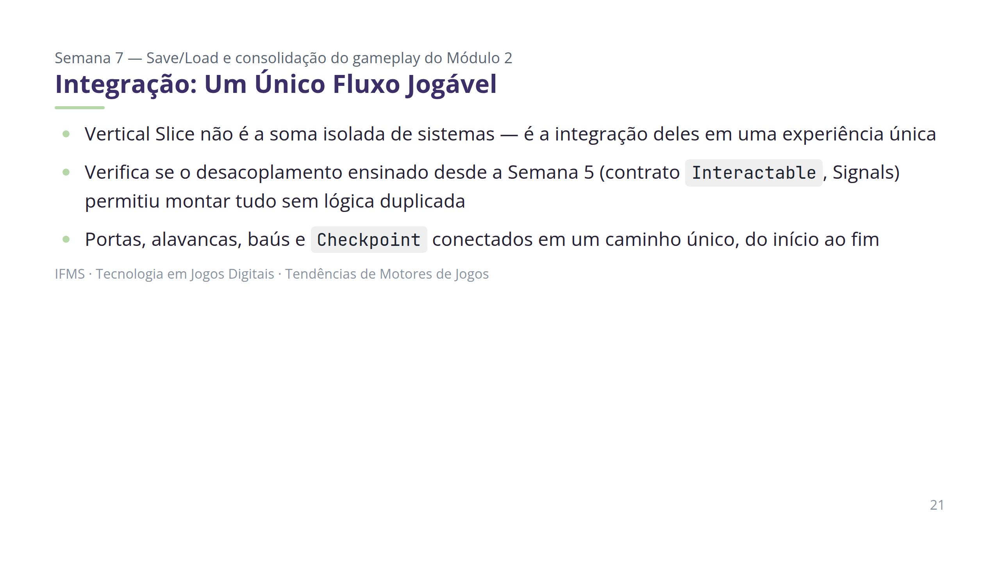 Semana 7 — Save/Load e consolidação do gameplay do Módulo 2
Integração: Um Único Fluxo Jogável
Vertical Slice não é a soma isolada de sistemas — é a integração deles em uma experiência única
Verifica se o desacoplamento ensinado desde a Semana 5 (contrato Interactable, Signals)
permitiu montar tudo sem lógica duplicada
Portas, alavancas, baús e Checkpoint conectados em um caminho único, do início ao fim
IFMS · Tecnologia em Jogos Digitais · Tendências de Motores de Jogos
21